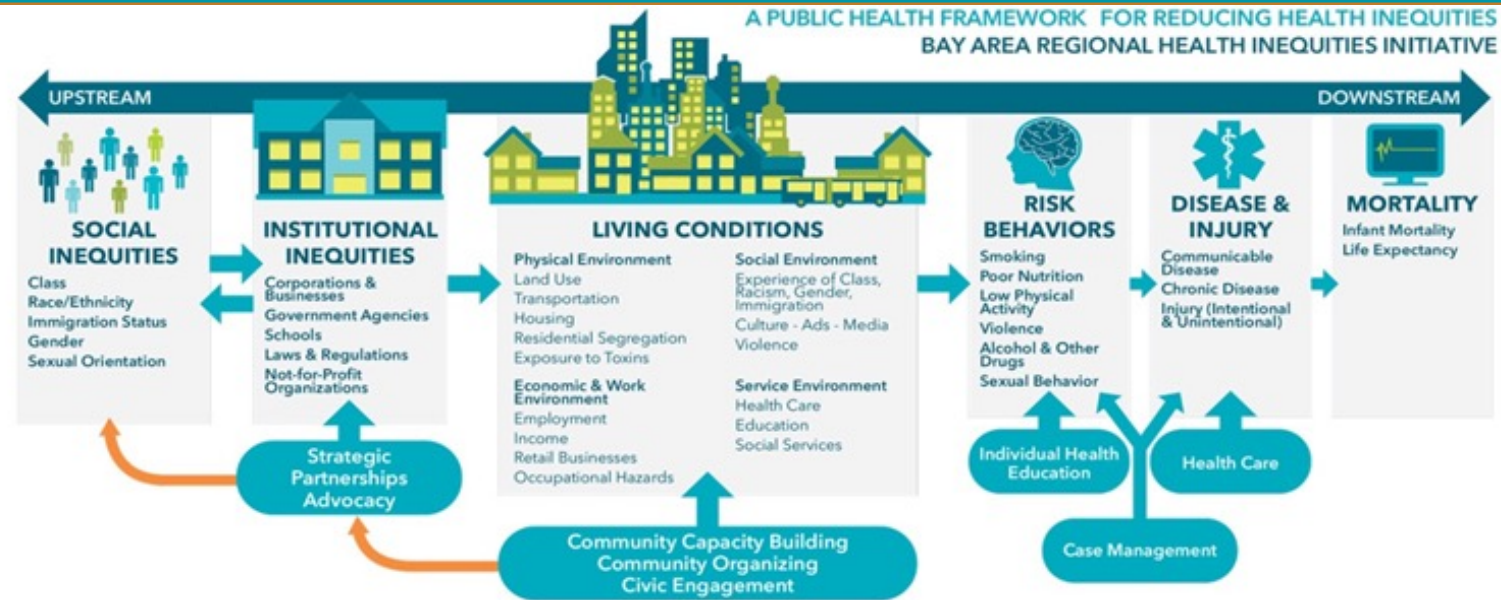 A PUBLIC HEALTH FRAMEWORK FOR REDUCING HEALTH INEQUITIES
BAY AREA REGIONAL HEALTH INEQUITIES INITIATIVE
UPSTREAM
DOWNSTREAM
SOCIAL
INEQUITIES
Class
Race/Ethnicity
Immigration Status
Gender
Sexual Orientation
INSTITUTIONAL
INEQUITIES
Corporations &
Businesses
Government Agencies
Schools
Laws & Regulations
Not-for-Profit
Organizations
LIVING CONDITIONS
Physical Environment
Land Use
Transportation
Housing
Residential Segregation
Exposure to Toxins
Economic & Work
Environment
Employment
Income
Retail Businesses
Occupational Hazards
Social Environment
Experience of Class,
Racism, Gender,
Immigration
Culture - Ads - Media
Violence
Service Environment
Health Care
Education
Social Services
RISK
BEHAVIORS
Smoking
Poor Nutrition
Low Physical
Activity
Violence
Alcohol & Other
Drugs
Sexual Behavior
DISEASE &
INJURY
Communicable
Disease
Chronic Disease
Injury (Intentional
& Unintentional)
MORTALITY
Infant Mortality
Life Expectancy
Strategic
Partnerships
Advocacy
Community Capacity Building
Community Organizing
Civic Engagement
Individual Health
Education
Health Care
Case Management